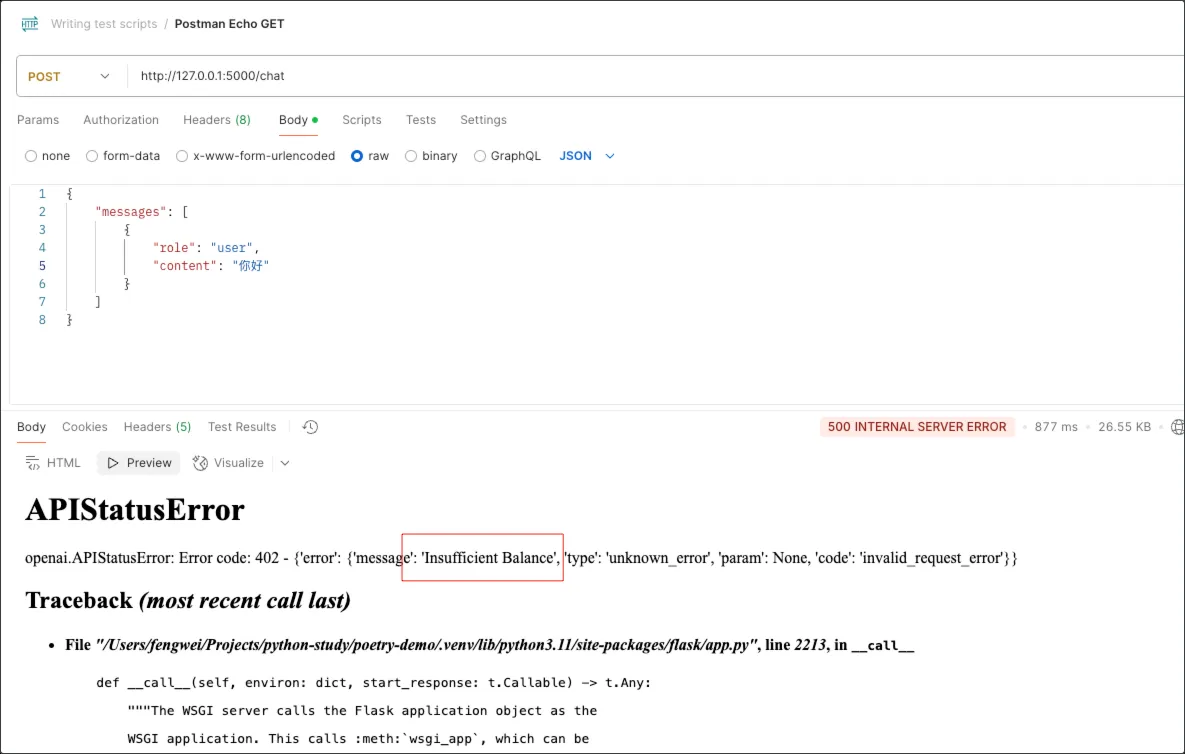 HTTP Writing test scripts / Postman Echo GET
POST http://127.0.0.1:5000/chat
Params Authorization Headers (8) Body Scripts Tests Settings
none form-data x-www-form-urlencoded raw binary GraphQL JSON
1 {
2 "messages": [
3 {
4 "role": "user",
5 "content": "你好"
6 }
7 ]
8 }
Body Cookies Headers (5) Test Results 500 INTERNAL SERVER ERROR 877 ms 26.55 KB
HTML Preview Visualize
APIStatusError
openai.APIStatusError: Error code: 402 - {'error': {'message': 'Insufficient Balance', 'type': 'unknown_error', 'param': None, 'code': 'invalid_request_error'}}
Traceback (most recent call last)
• File "/Users/fengwei/Projects/python-study/poetry-demo/.venv/lib/python3.11/site-packages/flask/app.py", line 2213, in __call__
def __call__(self, environ: dict, start_response: t.Callable) -> t.Any:
"""The WSGI server calls the Flask application object as the
WSGI application. This calls :meth:`wsgi_app`, which can be